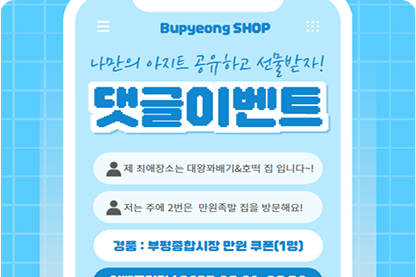 Bupyeong SHOP
나만의 아지트 공유하고 선물받자!
댓글이벤트
제 최애장소는 대왕꽈배기&호떡 집 입니다~!
저는 주에 2번은 만원족발 집을 방문해요!
경품 : 부평종합시장 만원 쿠폰(1명)